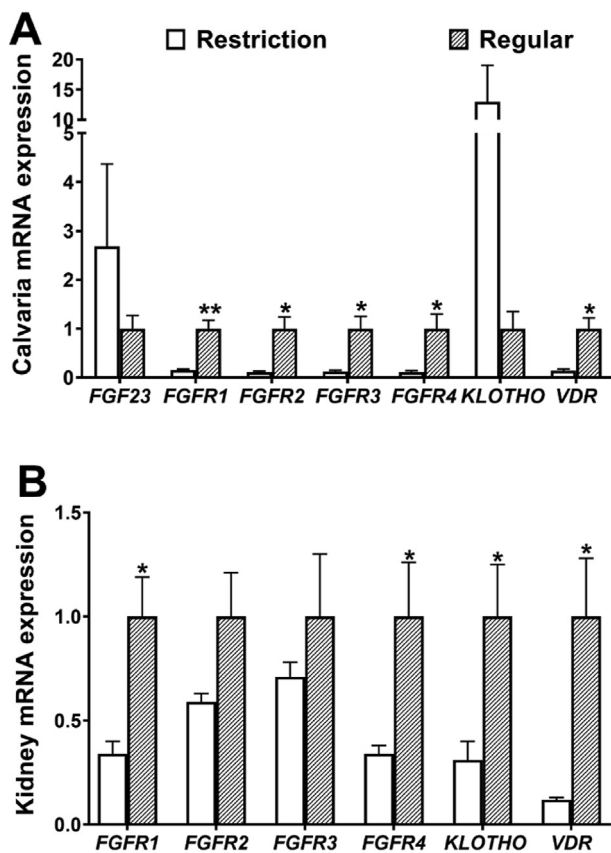 A
Restriction Regular
Calvaria mRNA expression
20
15
10
5
4
3
2
1
0
** * * * *
FGF23 FGFR1 FGFR2 FGFR3 FGFR4 KLOTHO VDR
B
Kidney mRNA expression
1.5
1.0
0.5
0.0
* * * *
FGFR1 FGFR2 FGFR3 FGFR4 KLOTHO VDR